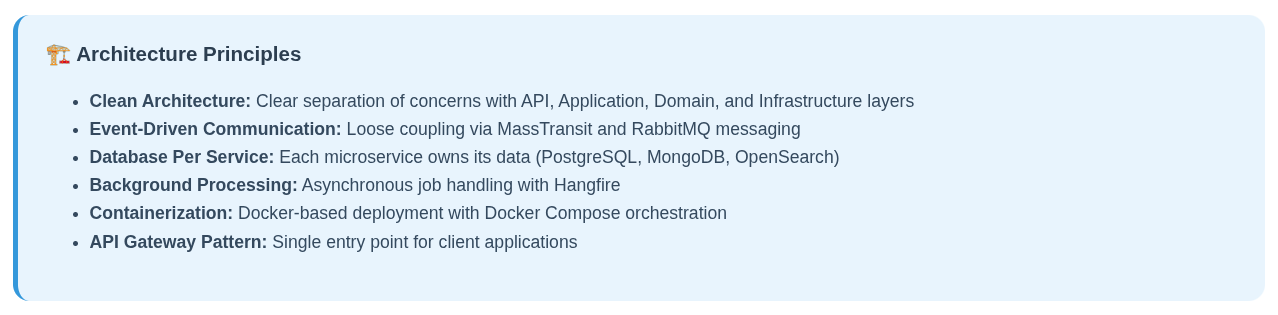 🏗️ Architecture Principles
• Clean Architecture: Clear separation of concerns with API, Application, Domain, and Infrastructure layers
• Event-Driven Communication: Loose coupling via MassTransit and RabbitMQ messaging
• Database Per Service: Each microservice owns its data (PostgreSQL, MongoDB, OpenSearch)
• Background Processing: Asynchronous job handling with Hangfire
• Containerization: Docker-based deployment with Docker Compose orchestration
• API Gateway Pattern: Single entry point for client applications